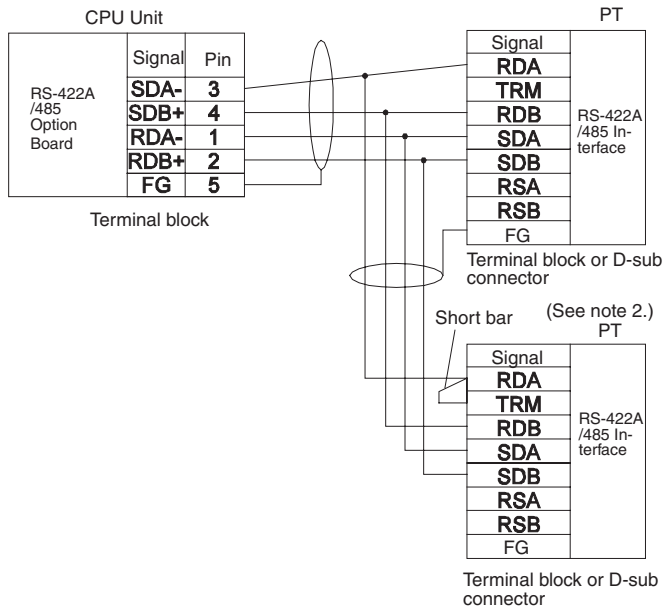 CPU Unit
Signal Pin
RS-422A
/485
Option
Board
SDA- 3
SDB+ 4
RDA- 1
RDB+ 2
FG 5
Terminal block
PT
Signal
RDA
TRM
RDB
SDA
SDB
RSA
RSB
FG
RS-422A
/485 In-
terface
Terminal block or D-sub
connector
Short bar
(See note 2.)
PT
Signal
RDA
TRM
RDB
SDA
SDB
RSA
RSB
FG
RS-422A
/485 In-
terface
Terminal block or D-sub
connector